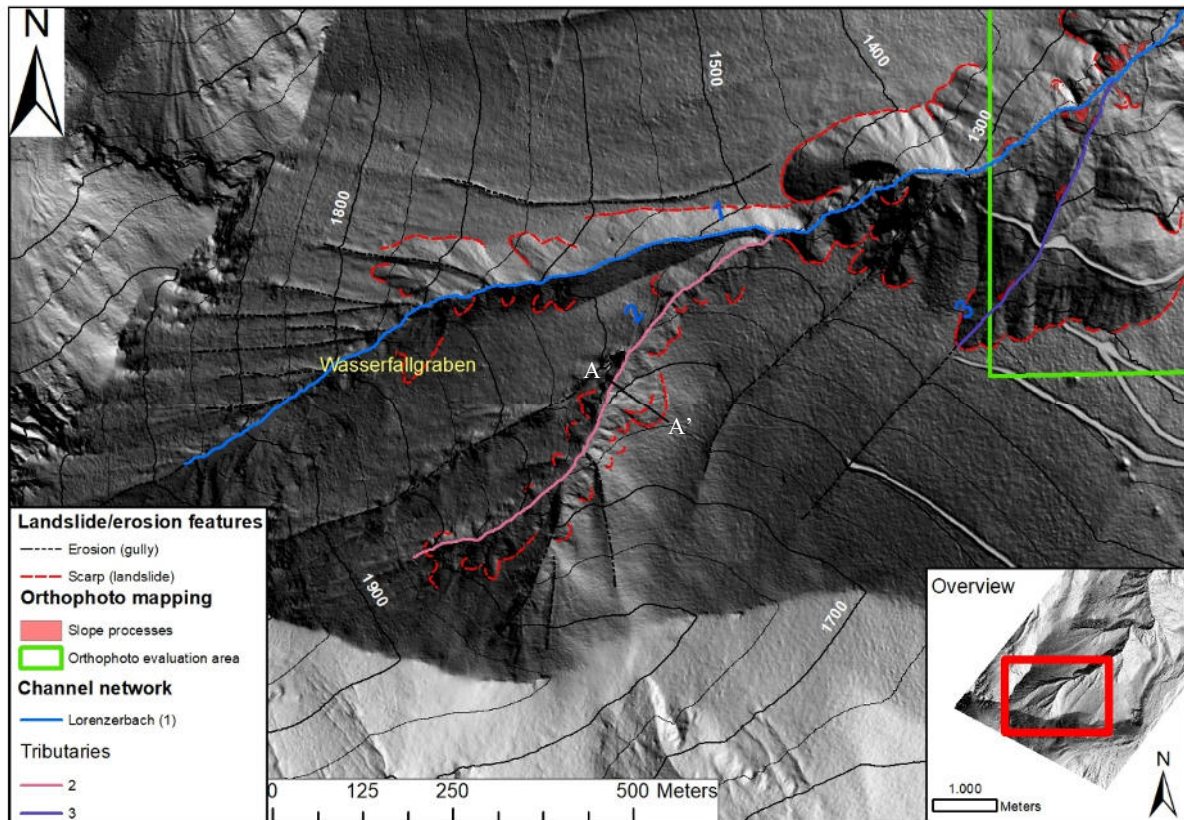 N
1400
1500
1300
1800
1
2
3
Wasserfallgraben
A
A'
1900
1700
Landslide/erosion features
Erosion (gully)
Scarp (landslide)
Orthophoto mapping
Slope processes
Orthophoto evaluation area
Channel network
Lorenzerbach (1)
Tributaries
2
3
0 125 250 500 Meters
Overview
N
1.000
Meters